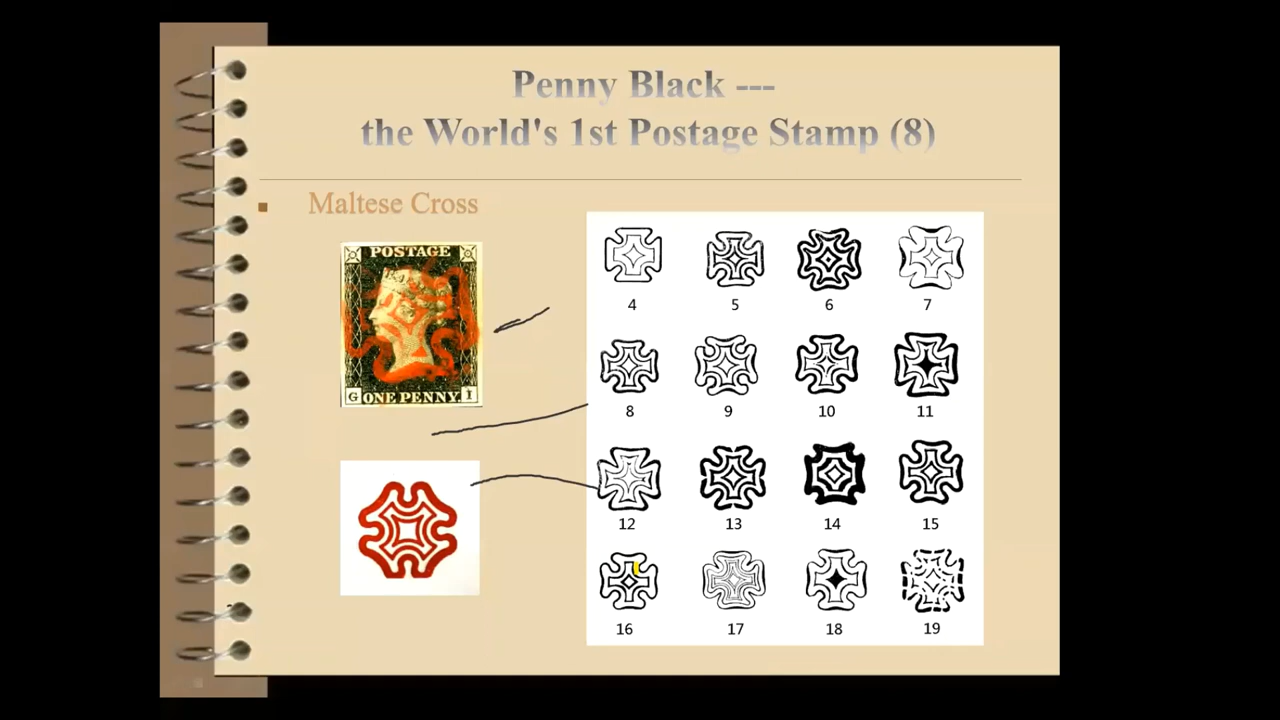 Penny Black ---
the World's 1st Postage Stamp (8)
Maltese Cross
POSTAGE
G ONE PENNY I
4 5 6 7
8 9 10 11
12 13 14 15
16 17 18 19